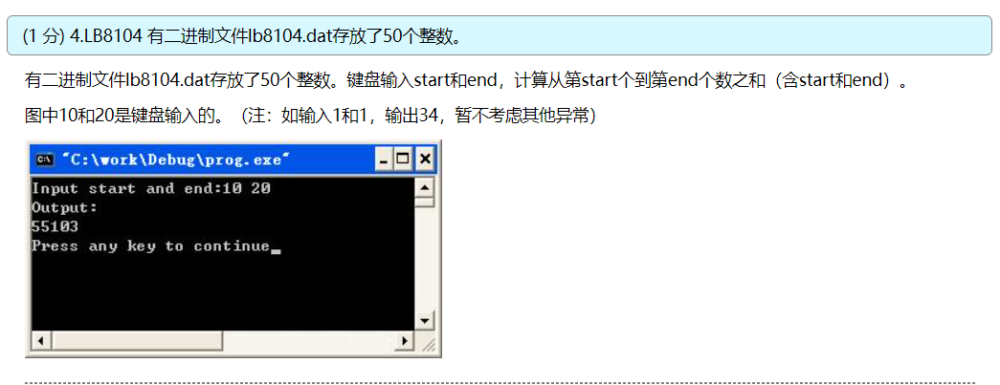 (1 分) 4.LB8104 有二进制文件lb8104.dat存放了50个整数。
有二进制文件lb8104.dat存放了50个整数。键盘输入start和end，计算从第start个到第end个数之和（含start和end）。
图中10和20是键盘输入的。（注：如输入1和1，输出34，暂不考虑其他异常）
"C:\work\Debug\prog.exe"
Input start and end:10 20
Output:
55103
Press any key to continue_